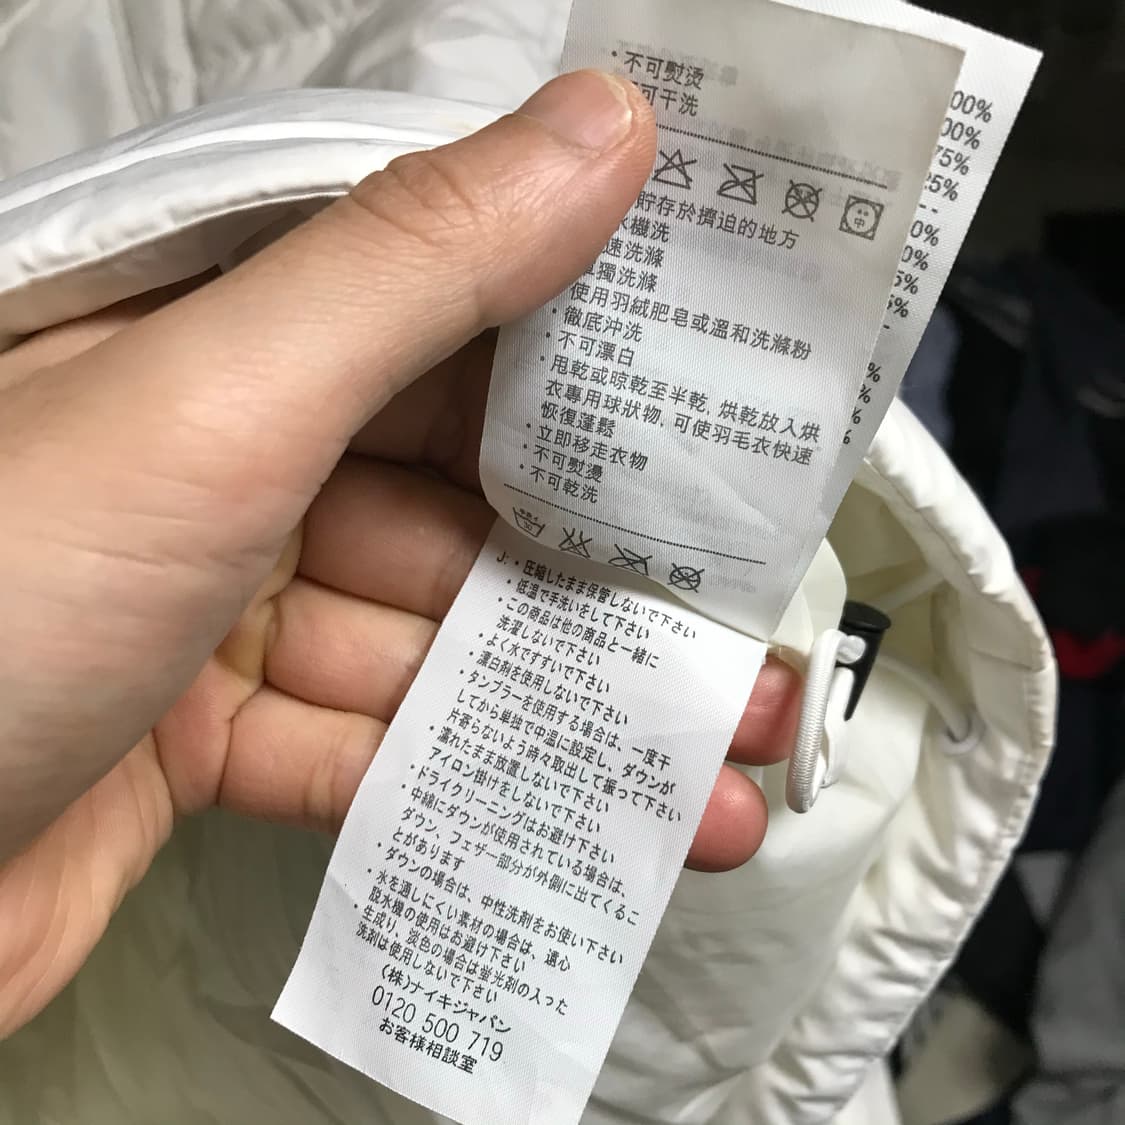 ・不可熨烫
可干洗
00%
00%
75%
25%
--
0%
0%
5%
5%
-
%
%
%
中
貯存於擠迫的地方
機洗
速洗滌
獨洗滌
使用羽絨肥皂或溫和洗滌粉
・徹底沖洗
・不可漂白
・甩乾或晾乾至半乾, 烘乾放入烘
衣專用球狀物, 可使羽毛衣快速
恢復蓬鬆
・立即移走衣物
・不可熨燙
・不可乾洗
手洗イ
30
J: ・圧縮したまま保管しないで下さい
・低温で手洗いをして下さい
・この商品は他の商品と一緒に
洗濯しないで下さい
・よく水ですすいで下さい
・漂白剤を使用しないで下さい
・タンブラーを使用する場合は、一度干
してから単独で中温に設定し、ダウンが
片寄らないよう時々取出して振って下さい
・濡れたまま放置しないで下さい
・アイロン掛けをしないで下さい
・ドライクリーニングはお避け下さい
・中綿にダウンが使用されている場合は、
ダウン、フェザー部分が外側に出てくるこ
とがあります
・ダウンの場合は、中性洗剤をお使い下さい
・水を通しにくい素材の場合は、遠心
脱水機の使用はお避け下さい
・生成り、淡色の場合は蛍光剤の入った
洗剤は使用しないで下さい
(株)ナイキジャパン
0120 500 719
お客様相談室